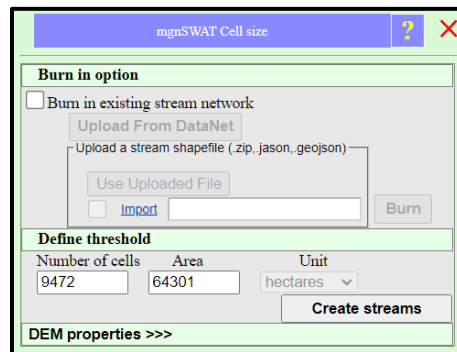 mgnSWAT Cell size ?
Burn in option
Burn in existing stream network
Upload From DataNet
Upload a stream shapefile (.zip,.jason,.geojson)
Use Uploaded File
Import
Burn
Define threshold
Number of cells Area Unit
9472 64301 hectares
Create streams
DEM properties >>>